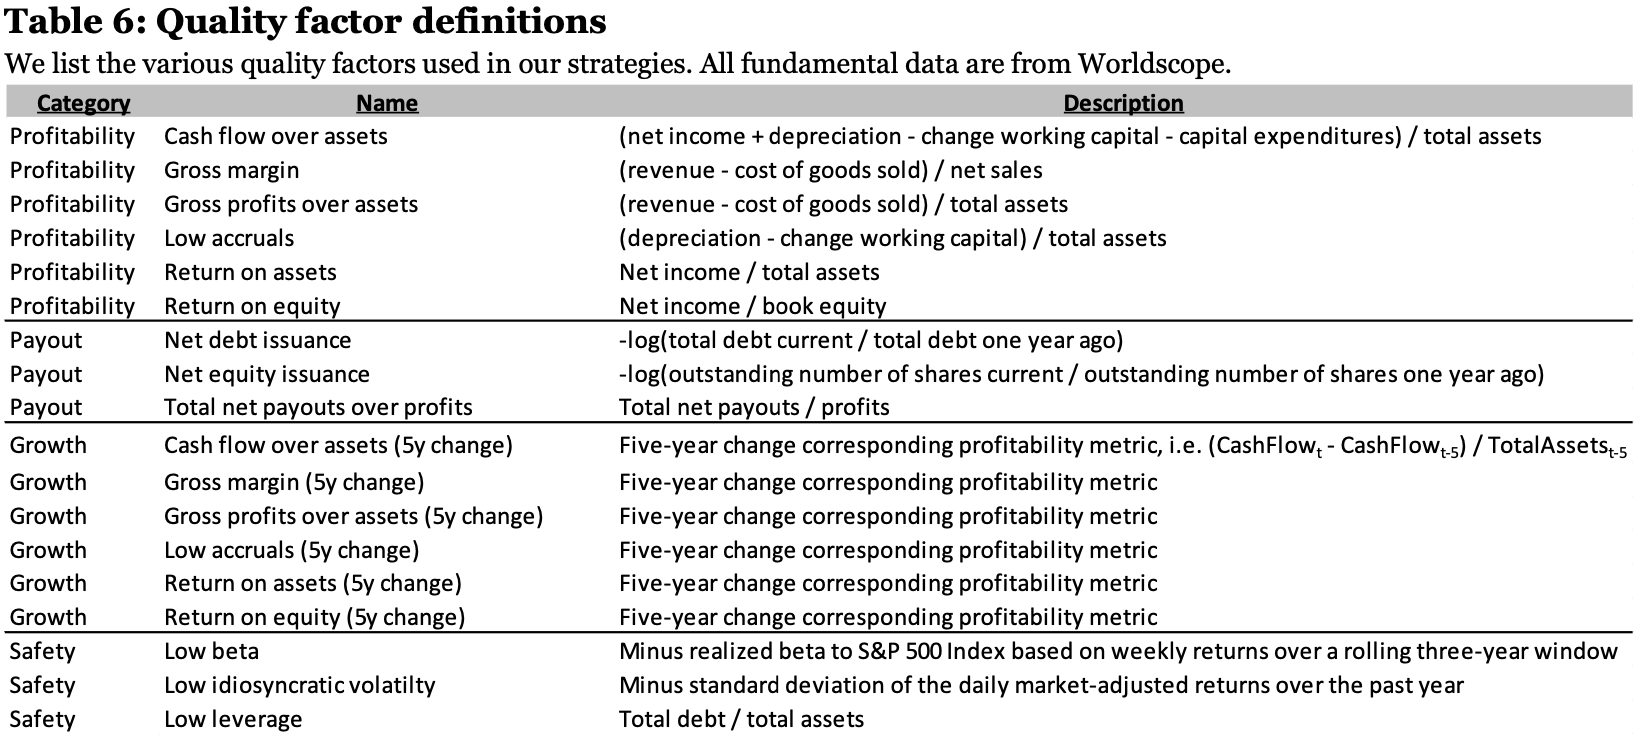 Table 6: Quality factor definitions
We list the various quality factors used in our strategies. All fundamental data are from Worldscope.
Category Name Description
Profitability Cash flow over assets (net income + depreciation - change working capital - capital expenditures) / total assets
Profitability Gross margin (revenue - cost of goods sold) / net sales
Profitability Gross profits over assets (revenue - cost of goods sold) / total assets
Profitability Low accruals (depreciation - change working capital) / total assets
Profitability Return on assets Net income / total assets
Profitability Return on equity Net income / book equity
Payout Net debt issuance -log(total debt current / total debt one year ago)
Payout Net equity issuance -log(outstanding number of shares current / outstanding number of shares one year ago)
Payout Total net payouts over profits Total net payouts / profits
Growth Cash flow over assets (5y change) Five-year change corresponding profitability metric, i.e. (CashFlowt - CashFlowt-5) / TotalAssetst-5
Growth Gross margin (5y change) Five-year change corresponding profitability metric
Growth Gross profits over assets (5y change) Five-year change corresponding profitability metric
Growth Low accruals (5y change) Five-year change corresponding profitability metric
Growth Return on assets (5y change) Five-year change corresponding profitability metric
Growth Return on equity (5y change) Five-year change corresponding profitability metric
Safety Low beta Minus realized beta to S&P 500 Index based on weekly returns over a rolling three-year window
Safety Low idiosyncratic volatilty Minus standard deviation of the daily market-adjusted returns over the past year
Safety Low leverage Total debt / total assets